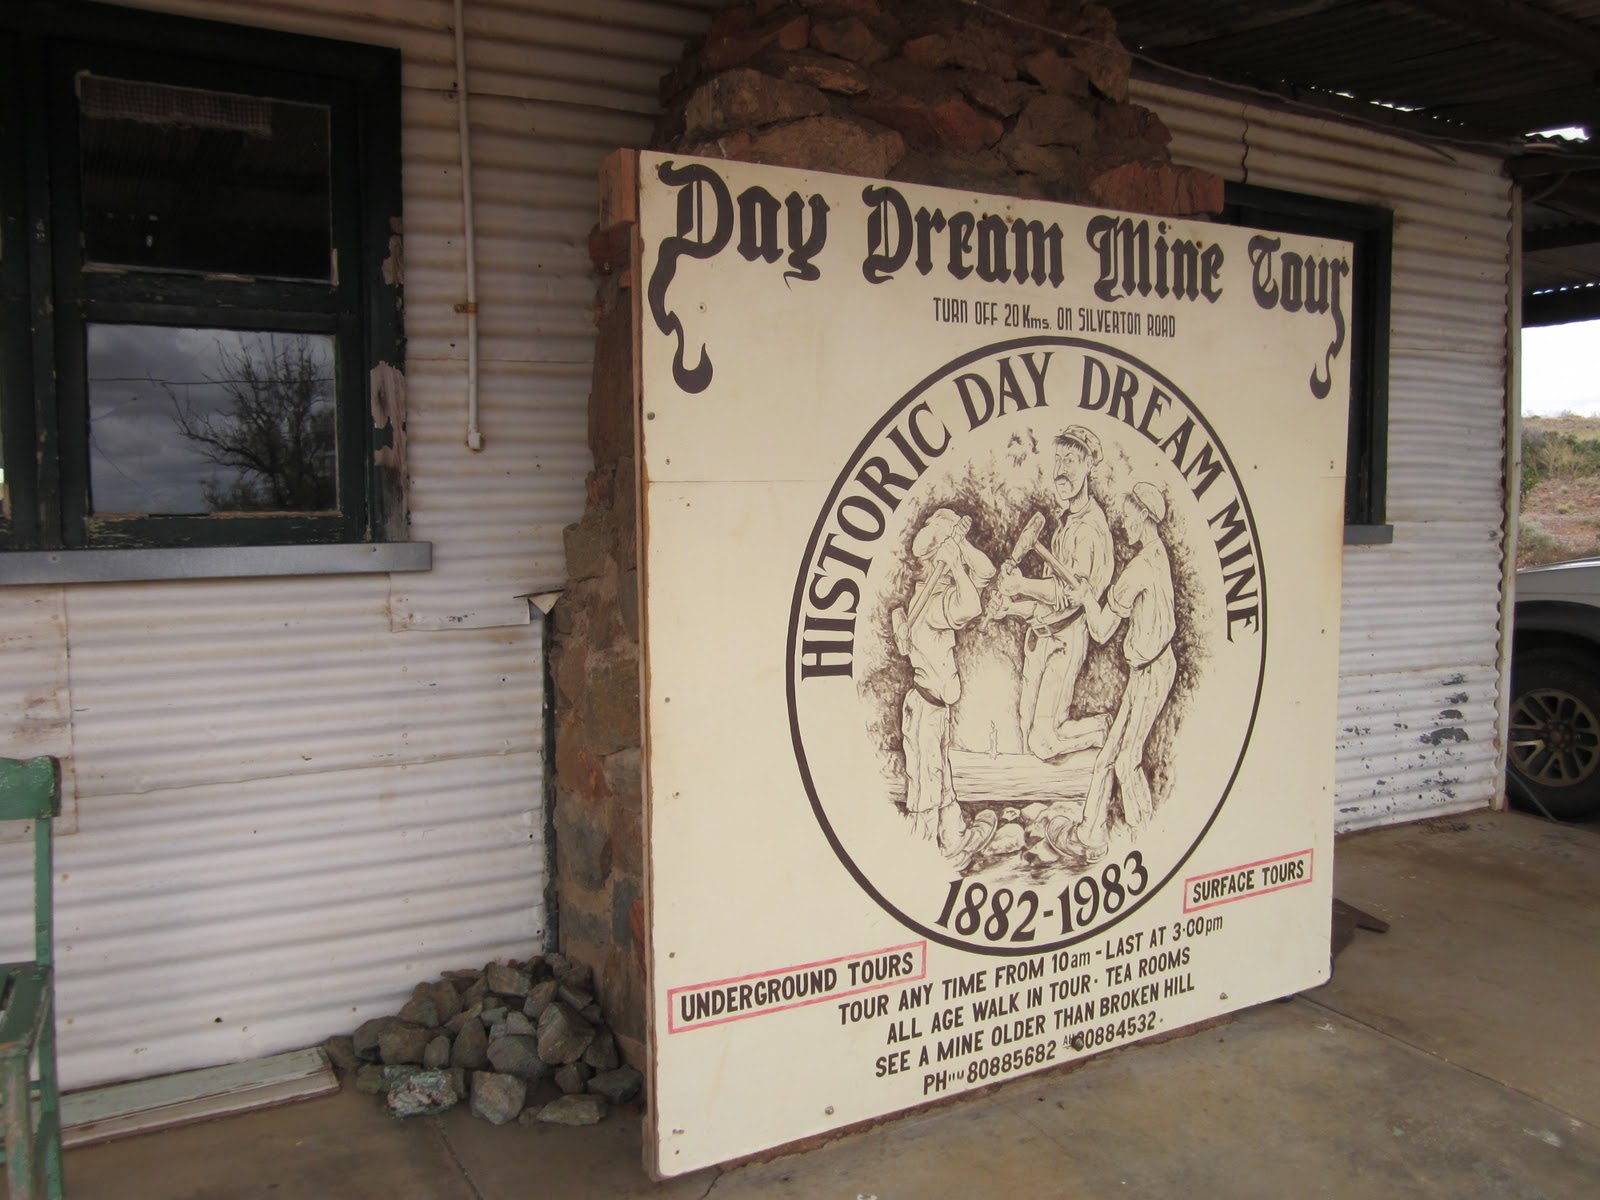 Day Dream Mine Tour
TURN OFF 20 Kms. ON SILVERTON ROAD
HISTORIC DAY DREAM MINE
1882-1983
SURFACE TOURS
UNDERGROUND TOURS
TOUR ANY TIME FROM 10am - LAST AT 3·00pm
ALL AGE WALK IN TOUR · TEA ROOMS
SEE A MINE OLDER THAN BROKEN HILL
PH 80885682 AH 80884532 ·